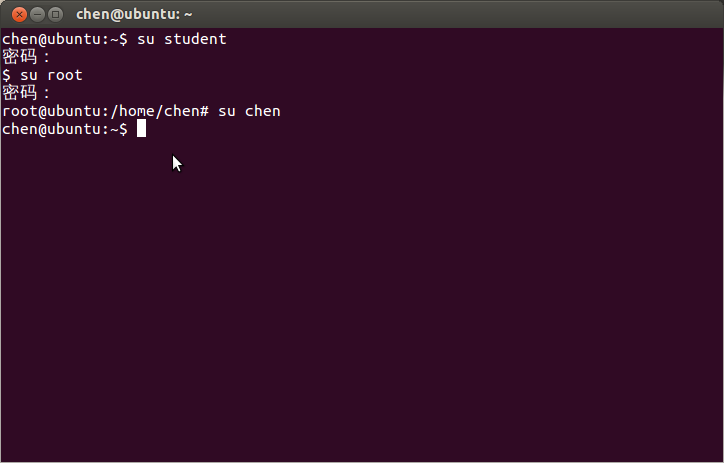 chen@ubuntu: ~
chen@ubuntu:~$ su student
密码：
$ su root
密码：
root@ubuntu:/home/chen# su chen
chen@ubuntu:~$